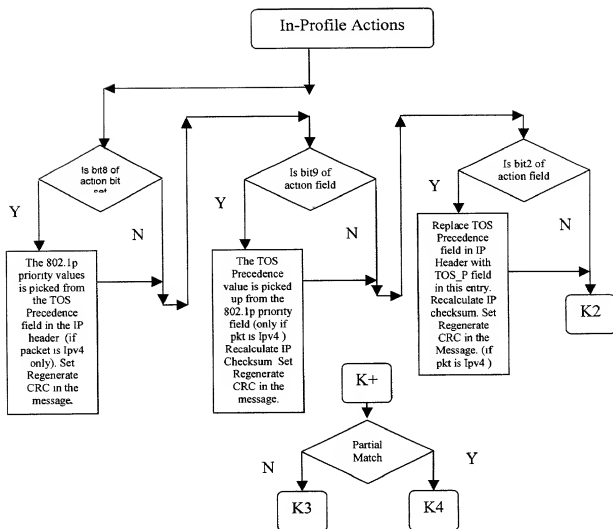 In-Profile Actions
Is bit8 of
action bit
set
Y
N
The 802.1p
priority values
is picked from
the TOS
Precedence
field in the IP
header (if
packet is Ipv4
only). Set
Regenerate
CRC in the
message.
Is bit9 of
action field
Y
N
The TOS
Precedence
value is picked
up from the
802.1p priority
field (only if
pkt is Ipv4 )
Recalculate IP
Checksum Set
Regenerate
CRC in the
message.
Is bit2 of
action field
Y
N
Replace TOS
Precedence
field in IP
Header with
TOS_P field
in this entry.
Recalculate IP
checksum. Set
Regenerate
CRC in the
Message. (if
pkt is Ipv4 )
K2
K+
Partial
Match
N
Y
K3
K4